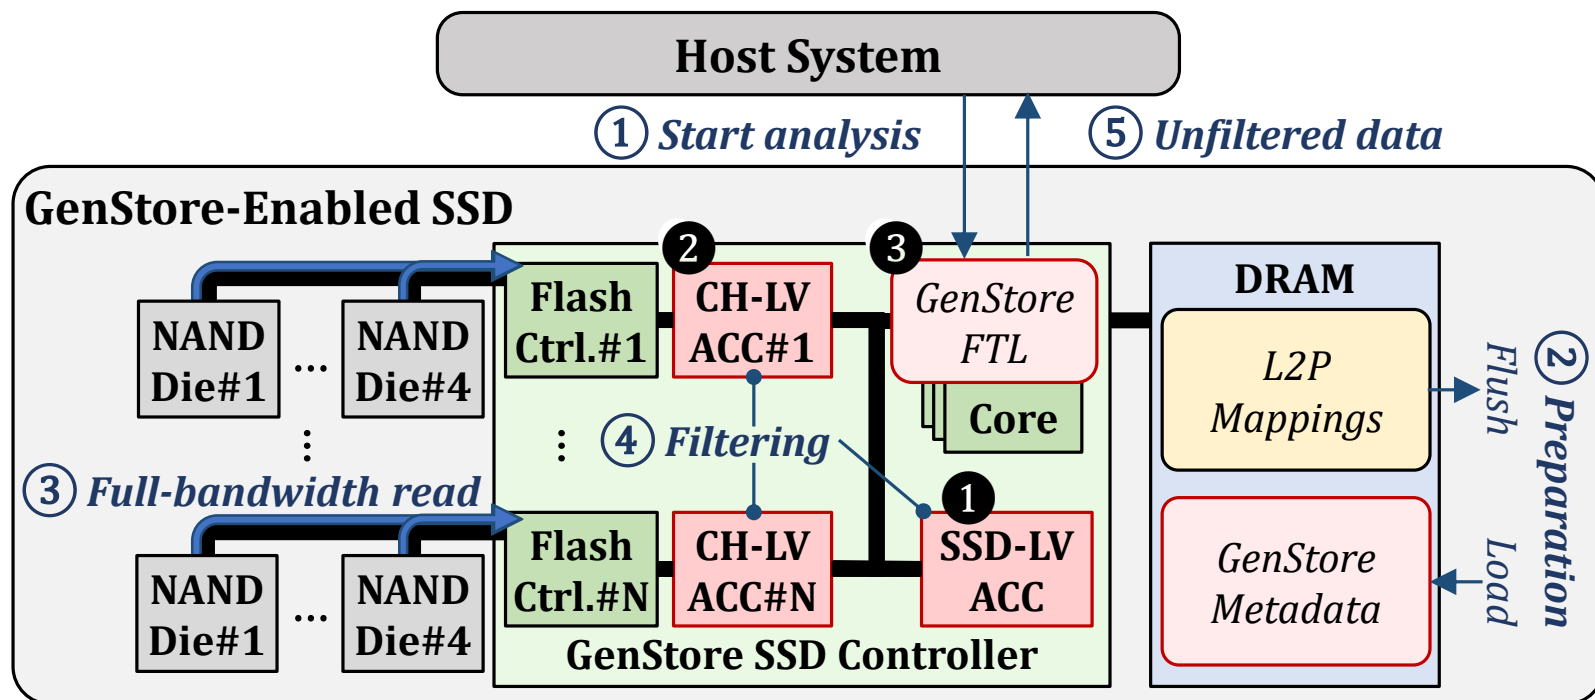 Host System
① Start analysis
⑤ Unfiltered data
GenStore-Enabled SSD
❷
❸
NAND
Die#1
...
NAND
Die#4
Flash
Ctrl.#1
CH-LV
ACC#1
GenStore
FTL
Core
DRAM
L2P
Mappings
Flush
② Preparation
...
...
④ Filtering
③ Full-bandwidth read
❶
NAND
Die#1
...
NAND
Die#4
Flash
Ctrl.#N
CH-LV
ACC#N
SSD-LV
ACC
GenStore
Metadata
Load
GenStore SSD Controller